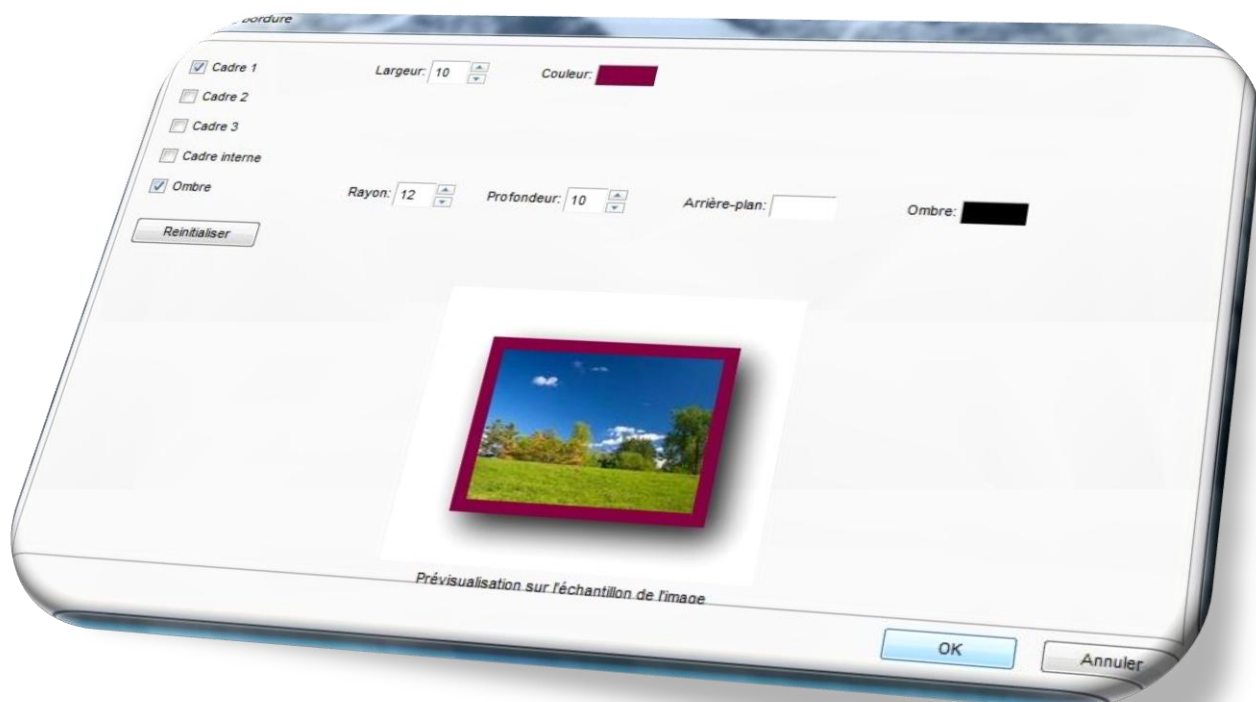 bordure
Cadre 1 Largeur: 10 Couleur:
Cadre 2
Cadre 3
Cadre interne
Ombre Rayon: 12 Profondeur: 10 Arrière-plan: Ombre:
Reinitialiser
Prévisualisation sur l'échantillon de l'image
OK Annuler